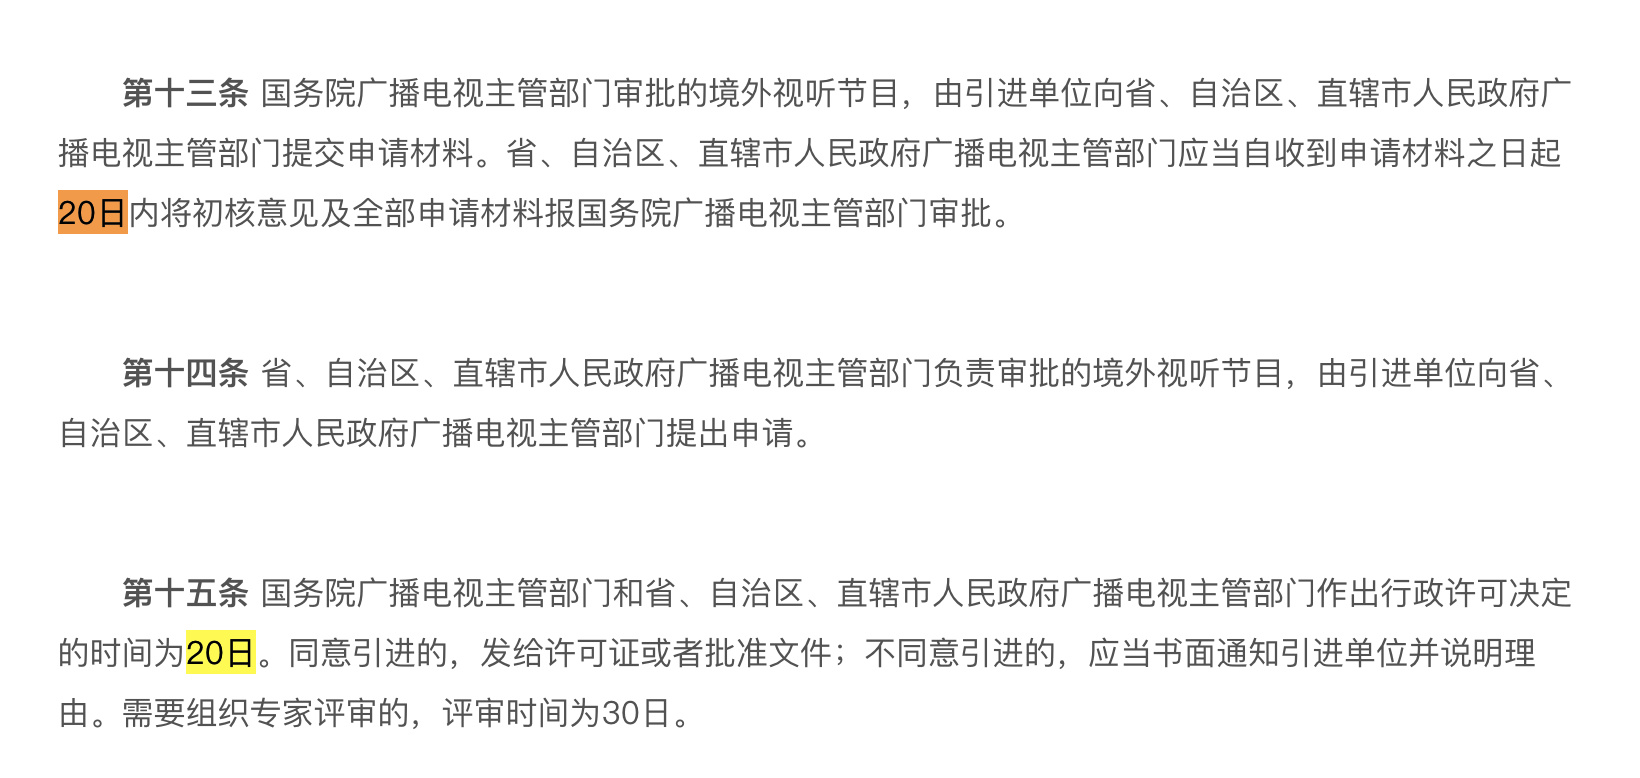 第十三条 国务院广播电视主管部门审批的境外视听节目，由引进单位向省、自治区、直辖市人民政府广
播电视主管部门提交申请材料。省、自治区、直辖市人民政府广播电视主管部门应当自收到申请材料之日起
20日内将初核意见及全部申请材料报国务院广播电视主管部门审批。
第十四条 省、自治区、直辖市人民政府广播电视主管部门负责审批的境外视听节目，由引进单位向省、
自治区、直辖市人民政府广播电视主管部门提出申请。
第十五条 国务院广播电视主管部门和省、自治区、直辖市人民政府广播电视主管部门作出行政许可决定
的时间为20日。同意引进的，发给许可证或者批准文件；不同意引进的，应当书面通知引进单位并说明理
由。需要组织专家评审的，评审时间为30日。